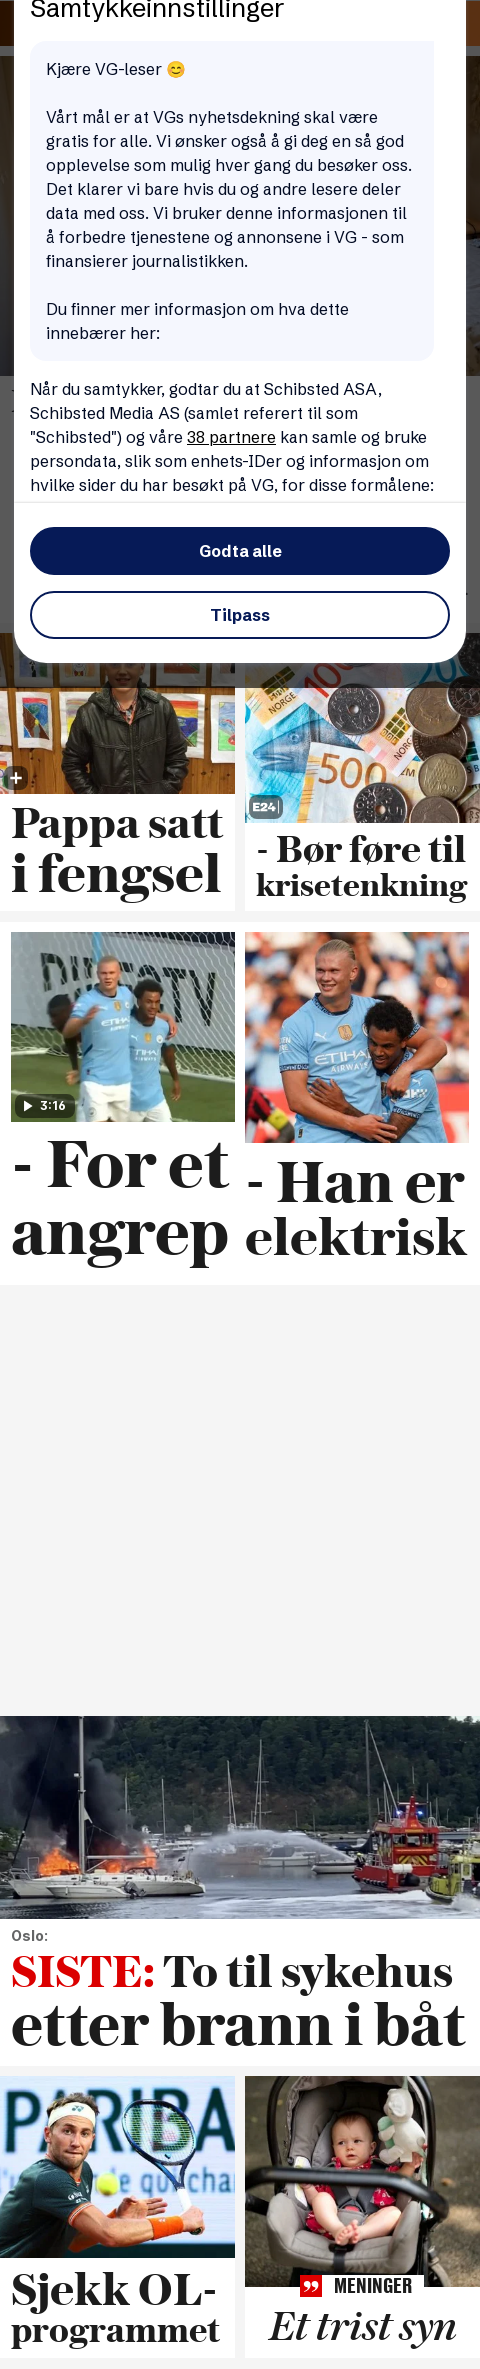 Samtykkeinnstillinger
Kjære VG-leser 😊
Vårt mål er at VGs nyhetsdekning skal være
gratis for alle. Vi ønsker også å gi deg en så god
opplevelse som mulig hver gang du besøker oss.
Det klarer vi bare hvis du og andre lesere deler
data med oss. Vi bruker denne informasjonen til
å forbedre tjenestene og annonsene i VG - som
finansierer journalistikken.
Du finner mer informasjon om hva dette
innebærer her:
Når du samtykker, godtar du at Schibsted ASA,
Schibsted Media AS (samlet referert til som
"Schibsted") og våre 38 partnere kan samle og bruke
persondata, slik som enhets-IDer og informasjon om
hvilke sider du har besøkt på VG, for disse formålene:
Godta alle
Tilpass
NORGE
500
NORGE
E24
Pappa satt
i fengsel
- Bør føre til
krisetenkning
DIRECTV
ETIHAD
AIRWAYS
3:16
- For et
angrep
- Han er
elektrisk
Oslo:
SISTE: To til sykehus
etter brann i båt
PARIBA
Sjekk OL-
programmet
MENINGER
Et trist syn